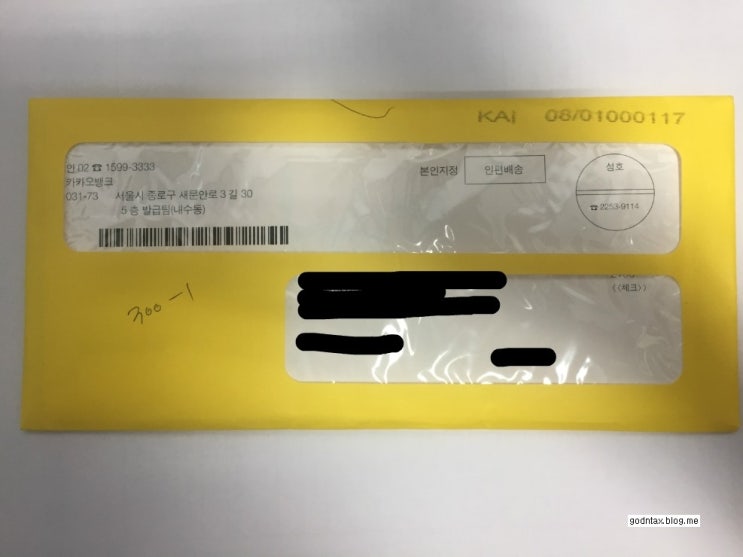 KAI 08/01000117
안.02 ☎ 1599-3333
카카오뱅크
031-73 서울시 종로구 새문안로 3 길 30
5 층 발급팀(내수동)
본인지정 인편배송
성호
☎ 2253-9114
(<체크>)
300-1
godntax.blog.me